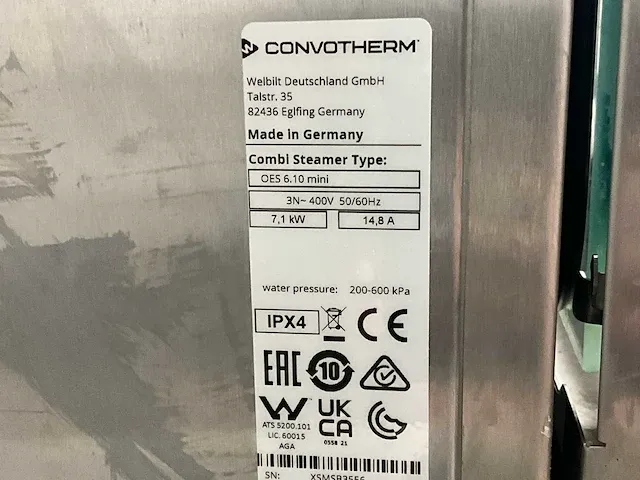 CONVOTHERM
Welbilt Deutschland GmbH
Talstr. 35
82436 Eglfing Germany
Made in Germany
Combi Steamer Type:
OES 6.10 mini
3N~ 400V 50/60Hz
7,1 kW 14,8 A
water pressure: 200-600 kPa
IPX4 CE
EAC 10
W UK CA
ATS 5200.101
LIC. 60015
AGA
0558 21
SN: